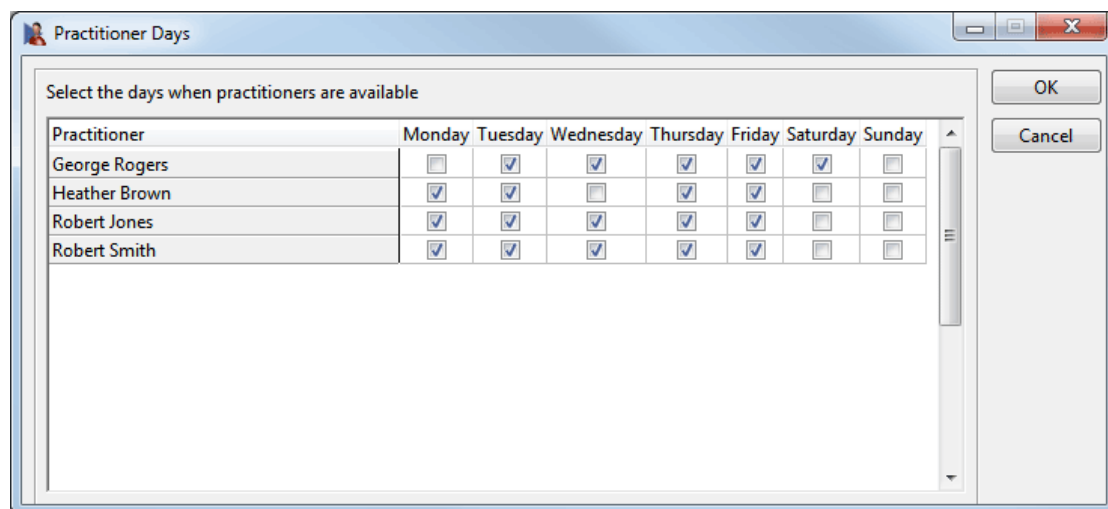 Practitioner Days
Select the days when practitioners are available
OK
Cancel
Practitioner Monday Tuesday Wednesday Thursday Friday Saturday Sunday
George Rogers
Heather Brown
Robert Jones
Robert Smith